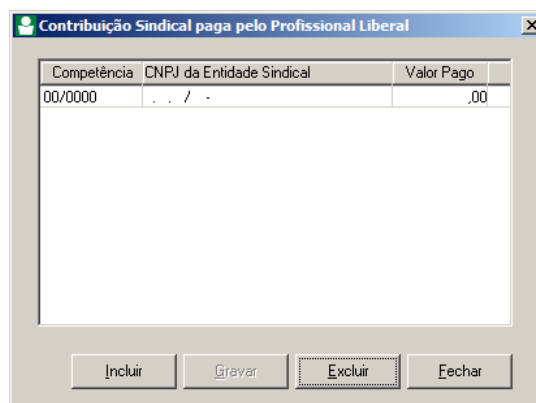 Contribuição Sindical paga pelo Profissional Liberal
Competência CNPJ da Entidade Sindical Valor Pago
00/0000 . . / - ,00
Incluir Gravar Excluir Fechar